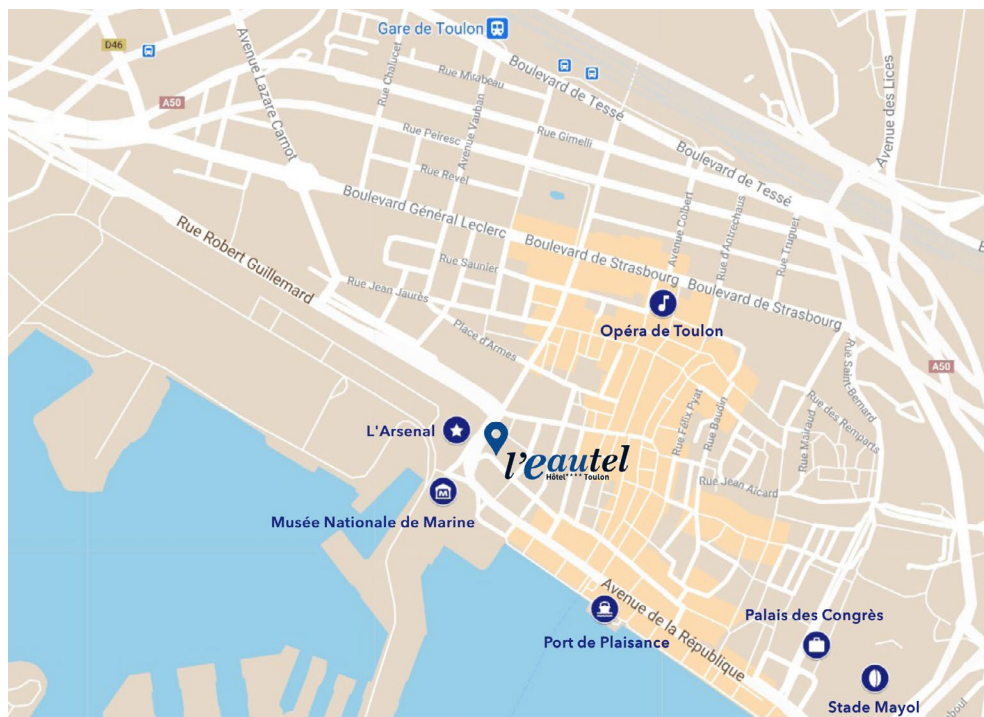 Gare de Toulon
D46
A50
Avenue Lazare Carnot
Rue Chalucet
Rue Mirabeau
Avenue Vauban
Rue Peiresc
Rue Revel
Rue Gimelli
Boulevard de Tessé
Boulevard de Tessé
Avenue des Lices
Boulevard Général Leclerc
Boulevard de Strasbourg
Boulevard de Strasbourg
Avenue Colbert
Rue d'Antrechaus
Rue Truguet
Rue Robert Guillemard
Rue Saunier
Rue Jean Jaurès
Place d'Armes
Opéra de Toulon
A50
Rue Saint-Bernard
Rue des Remparts
Rue Mairaud
Rue Félix Pyat
Rue Baudin
Rue Jean Aicard
L'Arsenal
l'eautel
Hôtel**** Toulon
M
Musée Nationale de Marine
Avenue de la République
Port de Plaisance
Palais des Congrès
Stade Mayol